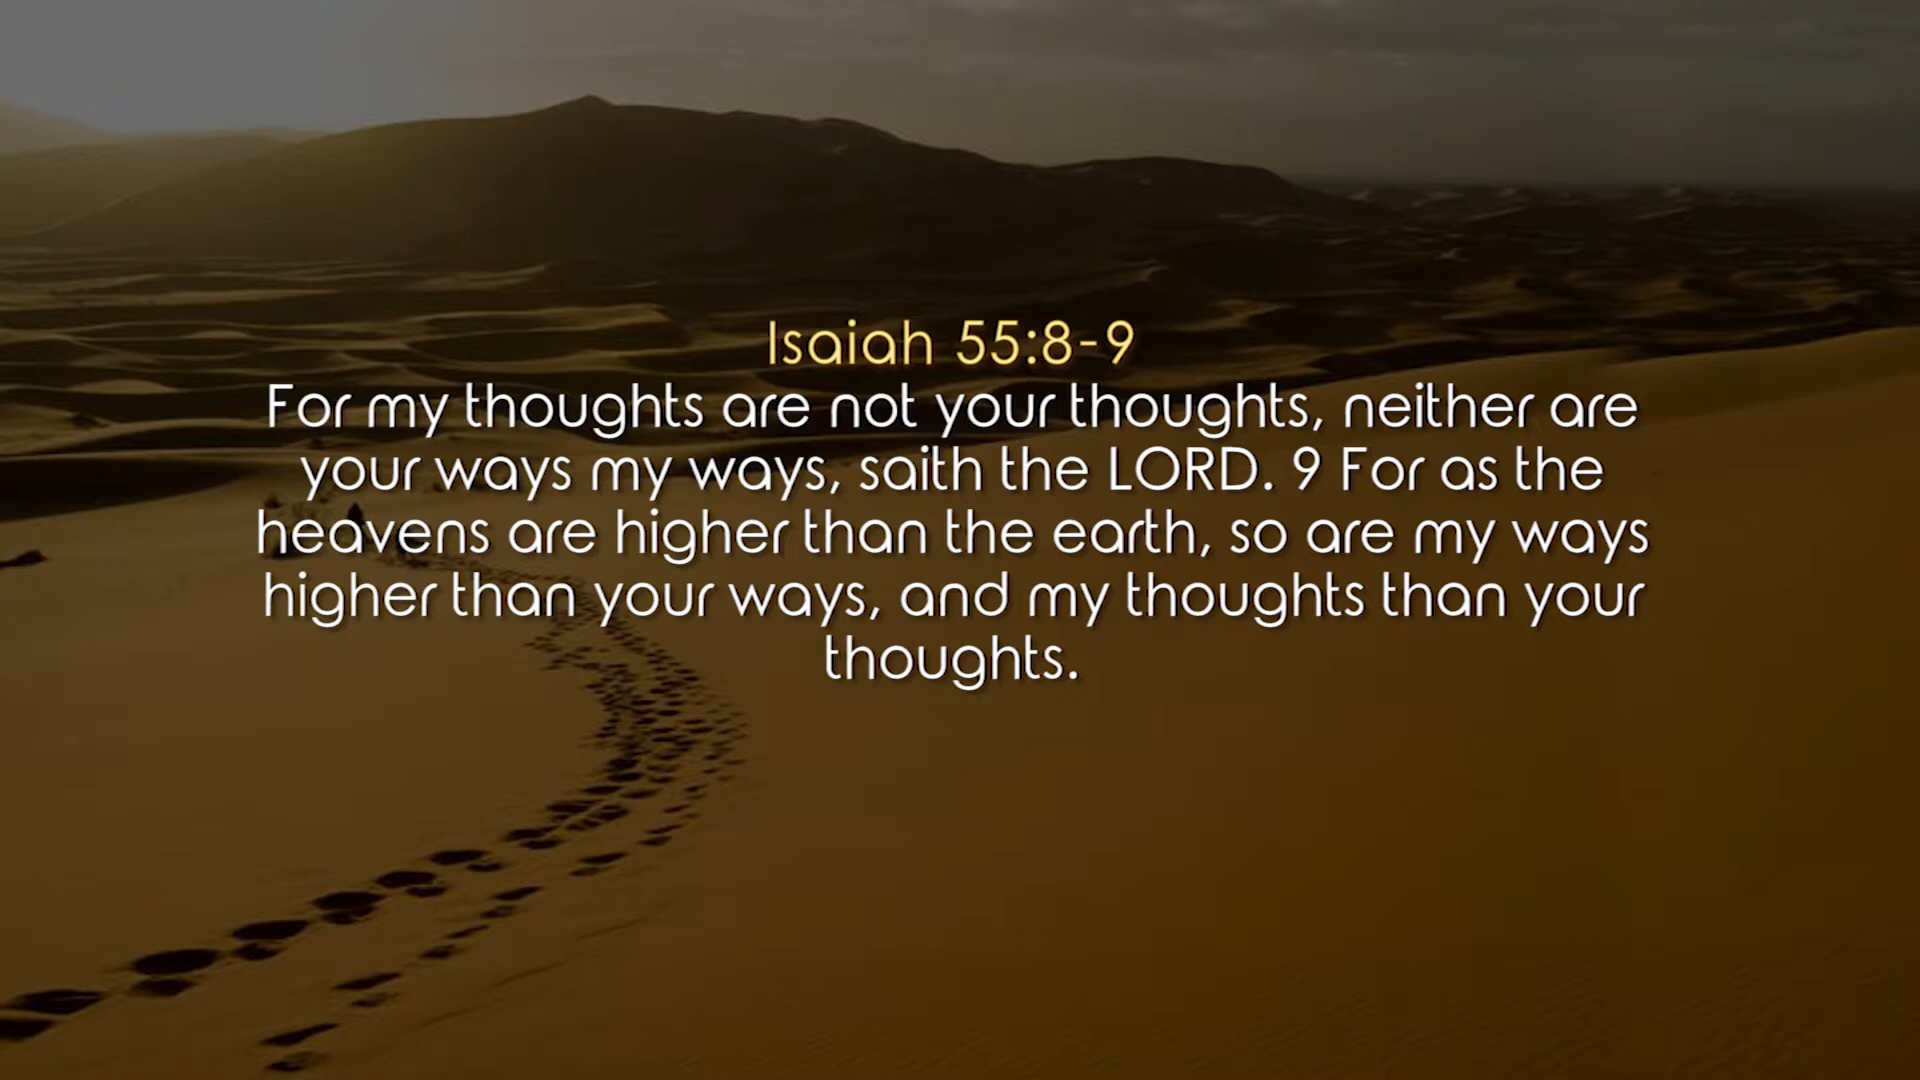 Isaiah 55:8-9
For my thoughts are not your thoughts, neither are
your ways my ways, saith the LORD. 9 For as the
heavens are higher than the earth, so are my ways
higher than your ways, and my thoughts than your
thoughts.